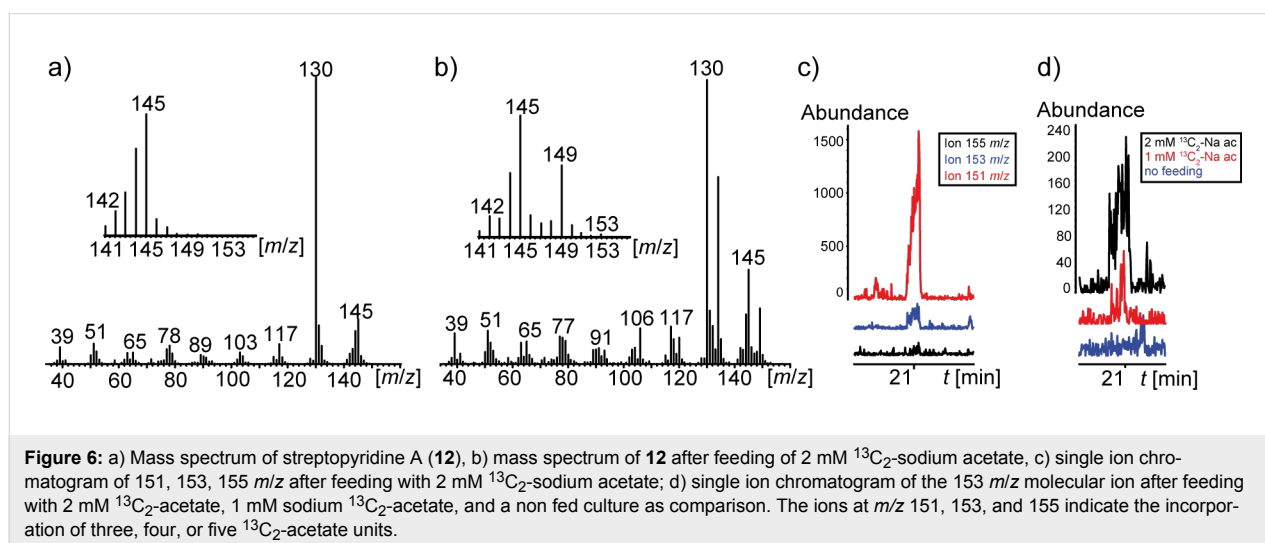 a)
b)
c)
d)
130
145
142
141 145 149 153 [m/z]
39
51
65
78
89
103
117
145
40 60 80 100 120 140 [m/z]
130
145
149
142
153
141 145 149 153 [m/z]
39
51
65
77
91
106
117
145
40 60 80 100 120 140 [m/z]
Abundance
1500
1000
500
0
Ion 155 m/z
Ion 153 m/z
Ion 151 m/z
21 t [min]
Abundance
240
200
160
120
80
40
0
2 mM ¹³C₂-Na ac
1 mM ¹³C₂-Na ac
no feeding
21 t [min]
Figure 6: a) Mass spectrum of streptopyridine A (12), b) mass spectrum of 12 after feeding of 2 mM ¹³C₂-sodium acetate, c) single ion chro-
matogram of 151, 153, 155 m/z after feeding with 2 mM ¹³C₂-sodium acetate; d) single ion chromatogram of the 153 m/z molecular ion after feeding
with 2 mM ¹³C₂-acetate, 1 mM sodium ¹³C₂-acetate, and a non fed culture as comparison. The ions at m/z 151, 153, and 155 indicate the incorpor-
ation of three, four, or five ¹³C₂-acetate units.